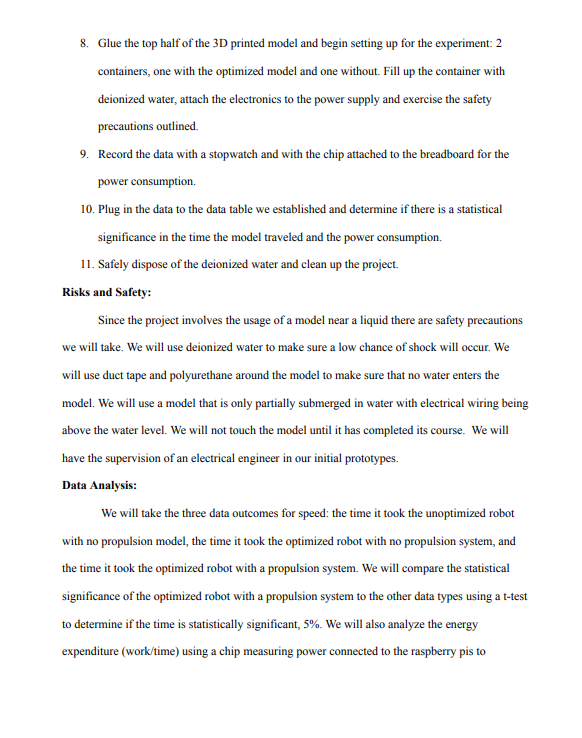 8. Glue the top half of the 3D printed model and begin setting up for the experiment: 2
containers, one with the optimized model and one without. Fill up the container with
deionized water, attach the electronics to the power supply and exercise the safety
precautions outlined.
9. Record the data with a stopwatch and with the chip attached to the breadboard for the
power consumption.
10. Plug in the data to the data table we established and determine if there is a statistical
significance in the time the model traveled and the power consumption.
11. Safely dispose of the deionized water and clean up the project.
Risks and Safety:
Since the project involves the usage of a model near a liquid there are safety precautions
we will take. We will use deionized water to make sure a low chance of shock will occur. We
will use duct tape and polyurethane around the model to make sure that no water enters the
model. We will use a model that is only partially submerged in water with electrical wiring being
above the water level. We will not touch the model until it has completed its course. We will
have the supervision of an electrical engineer in our initial prototypes.
Data Analysis:
We will take the three data outcomes for speed: the time it took the unoptimized robot
with no propulsion model, the time it took the optimized robot with no propulsion system, and
the time it took the optimized robot with a propulsion system. We will compare the statistical
significance of the optimized robot with a propulsion system to the other data types using a t-test
to determine if the time is statistically significant, 5%. We will also analyze the energy
expenditure (work/time) using a chip measuring power connected to the raspberry pis to